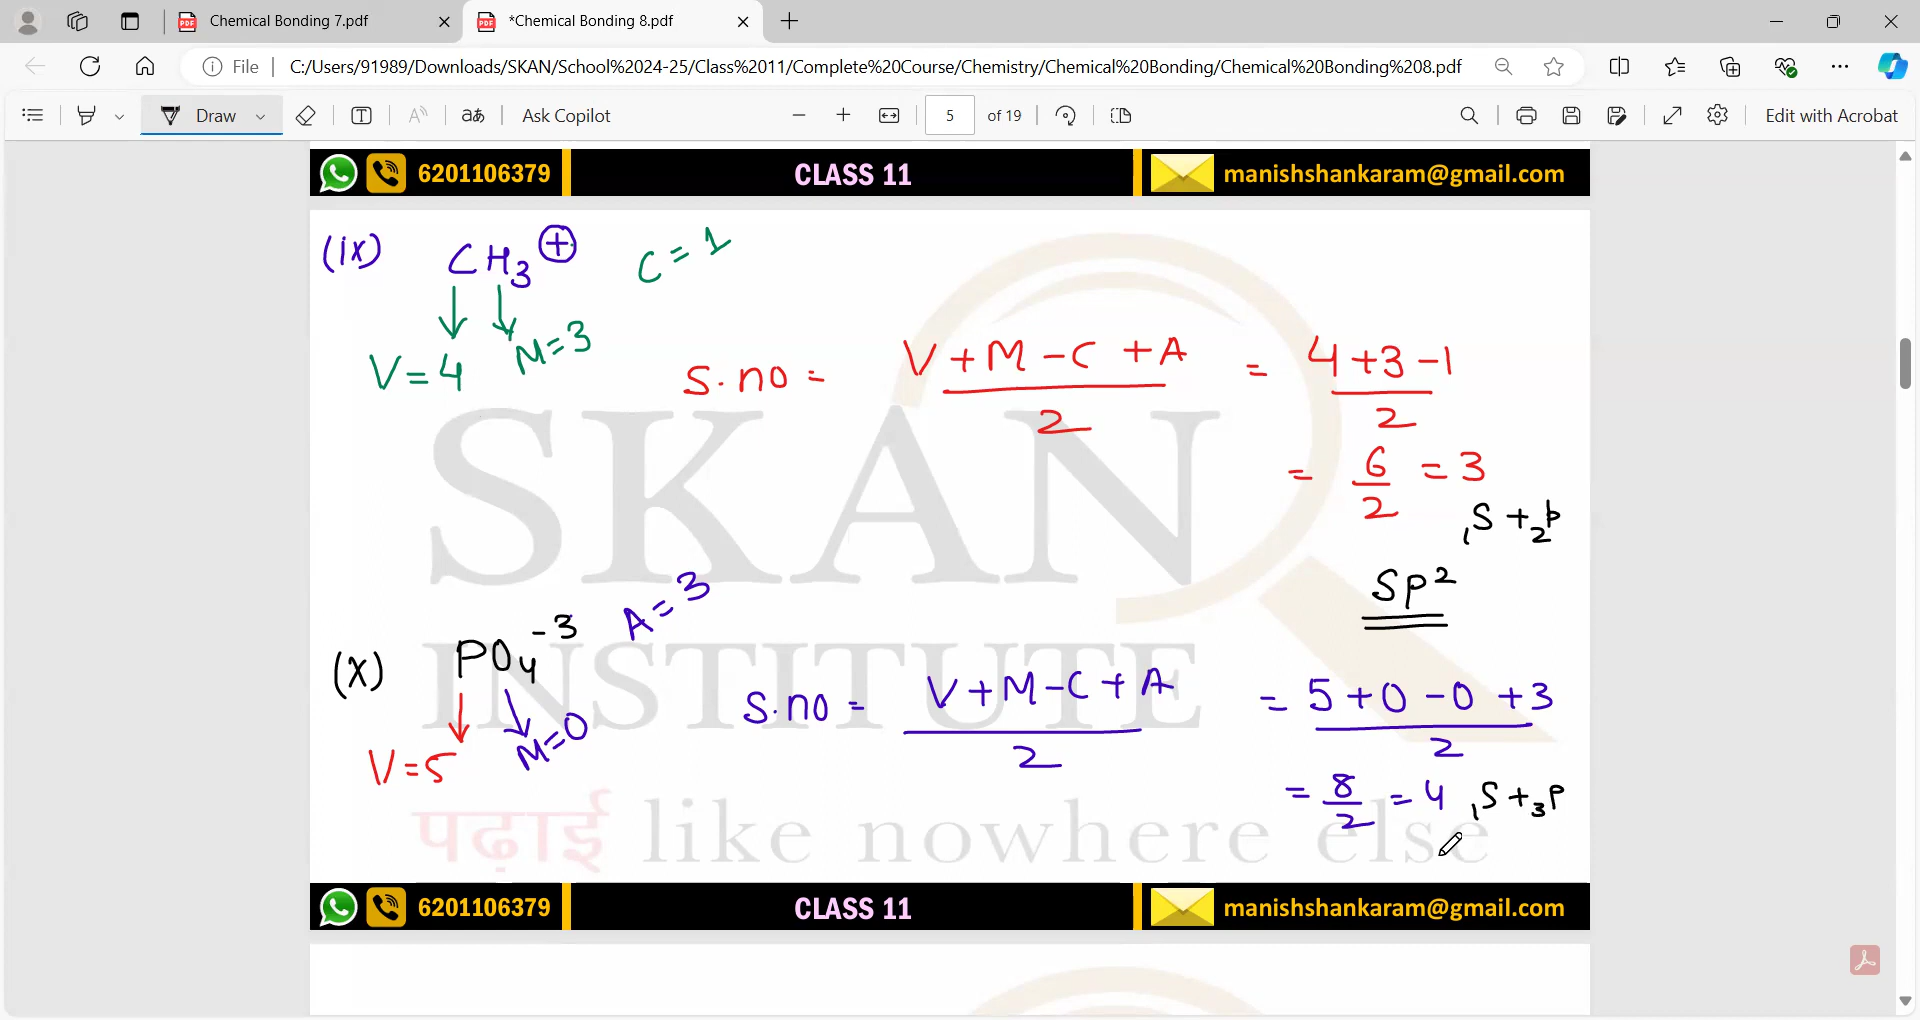 Chemical Bonding 7.pdf
*Chemical Bonding 8.pdf
File
C:/Users/91989/Downloads/SKAN/School%2024-25/Class%2011/Complete%20Course/Chemistry/Chemical%20Bonding/Chemical%20Bonding%208.pdf
Draw
Ask Copilot
5 of 19
Edit with Acrobat
6201106379 CLASS 11 manishshankaram@gmail.com
(ix) CH₃⊕ C=1
V=4 M=3
S.no = V+M-C+A / 2 = 4+3-1 / 2
= 6/2 = 3
1S + 2p
Sp²
(X) PO₄⁻³ A=3
V=5 M=0
S.no = V+M-C+A / 2 = 5+0-0+3 / 2
= 8/2 = 4 1S + 3P
SKAN
INSTITUTE
पढ़ाई like nowhere else
6201106379 CLASS 11 manishshankaram@gmail.com